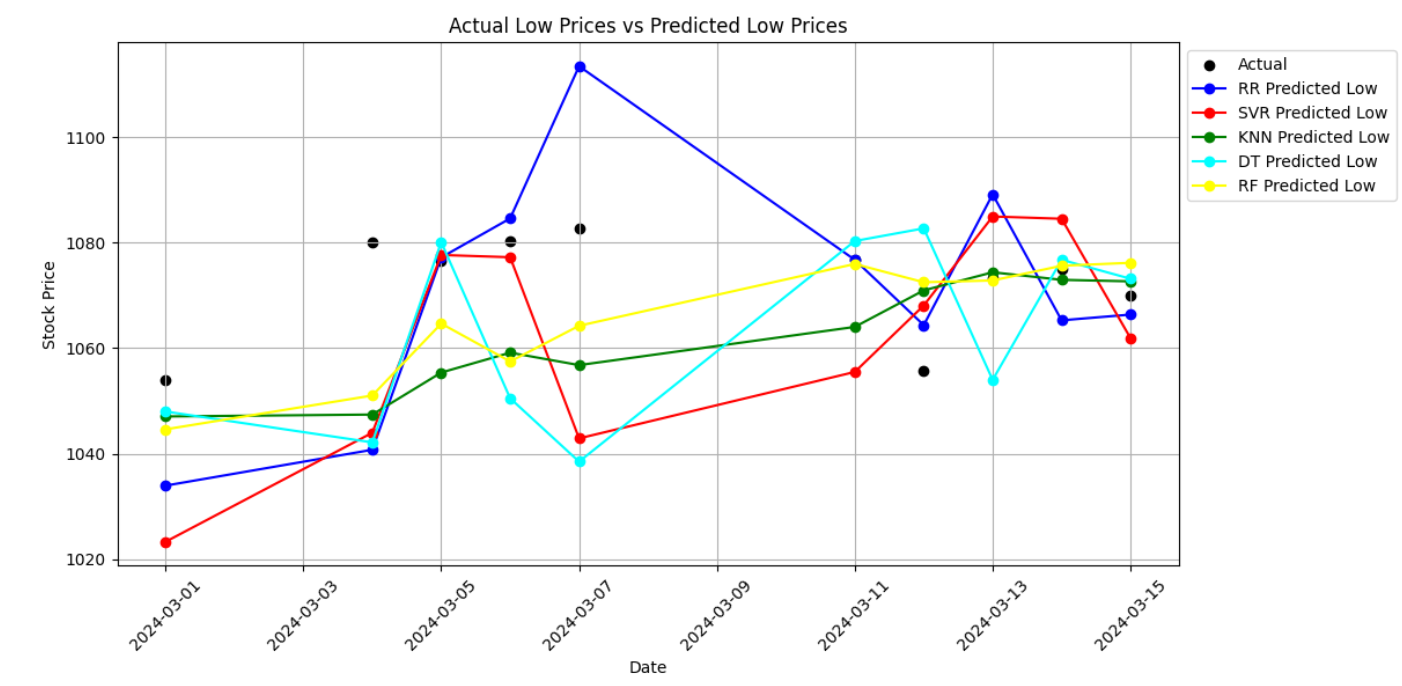 Actual Low Prices vs Predicted Low Prices
Actual
RR Predicted Low
SVR Predicted Low
KNN Predicted Low
DT Predicted Low
RF Predicted Low
Stock Price
1100
1080
1060
1040
1020
2024-03-01
2024-03-03
2024-03-05
2024-03-07
2024-03-09
2024-03-11
2024-03-13
2024-03-15
Date